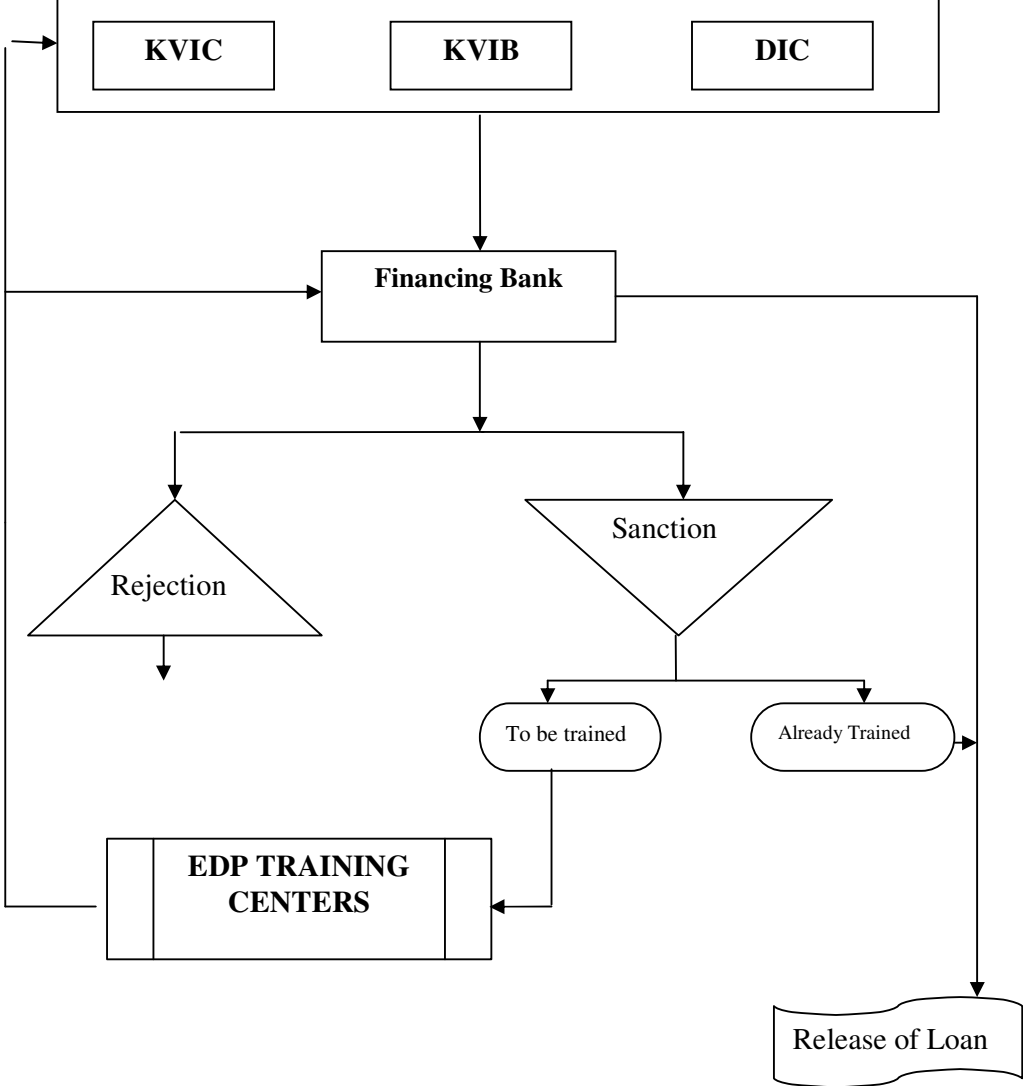 KVIC
KVIB
DIC
Financing Bank
Sanction
Rejection
To be trained
Already Trained
EDP TRAINING
CENTERS
Release of Loan